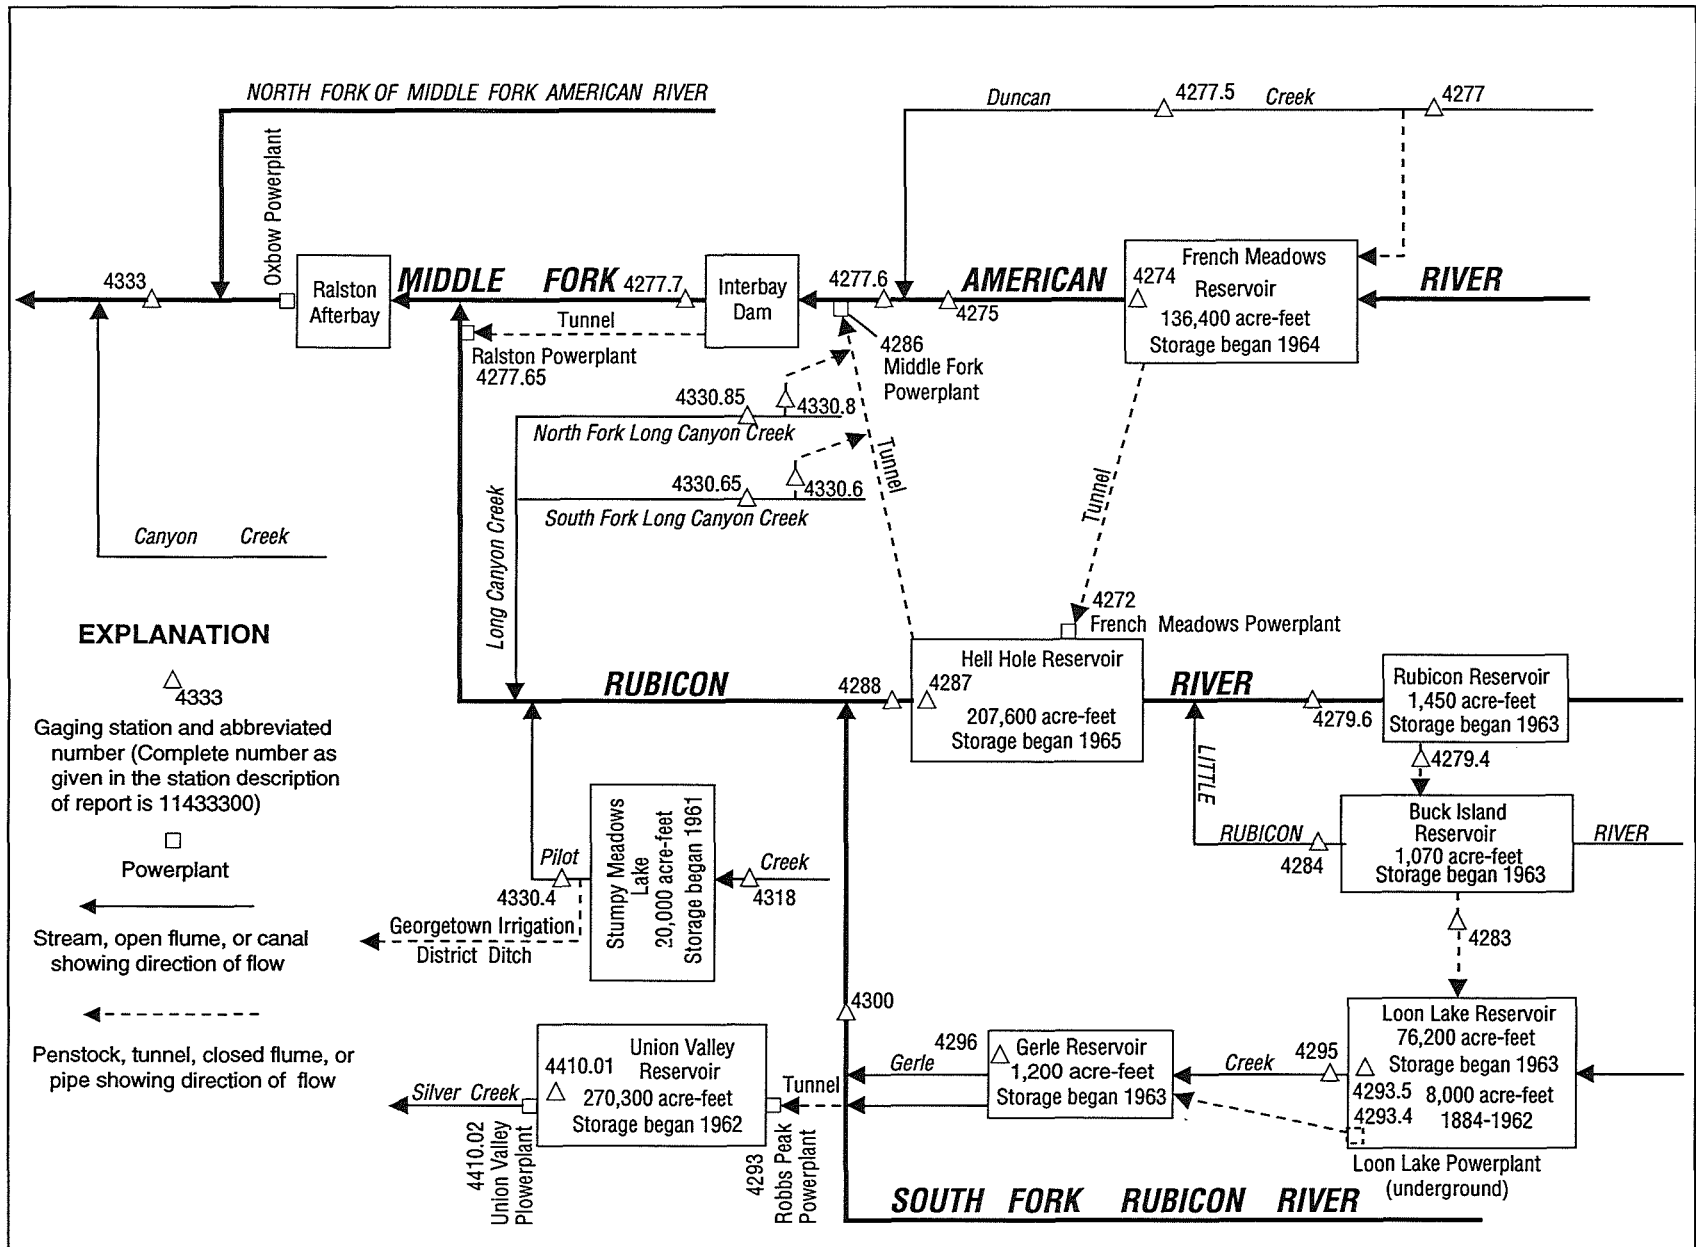 NORTH FORK OF MIDDLE FORK AMERICAN RIVER
Duncan
4277.5
Creek
4277
Oxbow Powerplant
4333
Ralston
Afterbay
MIDDLE FORK
4277.7
Interbay
Dam
4277.6
AMERICAN
4275
French Meadows
4274
Reservoir
136,400 acre-feet
Storage began 1964
RIVER
Tunnel
Ralston Powerplant
4277.65
4286
Middle Fork
Powerplant
4330.85
4330.8
North Fork Long Canyon Creek
Tunnel
4330.65
4330.6
South Fork Long Canyon Creek
Tunnel
Long Canyon Creek
Canyon Creek
4272
French Meadows Powerplant
EXPLANATION
4333
Gaging station and abbreviated
number (Complete number as
given in the station description
of report is 11433300)
Powerplant
Stream, open flume, or canal
showing direction of flow
Penstock, tunnel, closed flume, or
pipe showing direction of flow
RUBICON
4288
Hell Hole Reservoir
4287
207,600 acre-feet
Storage began 1965
RIVER
4279.6
Rubicon Reservoir
1,450 acre-feet
Storage began 1963
4279.4
LITTLE
RUBICON
4284
Buck Island
Reservoir
1,070 acre-feet
Storage began 1963
RIVER
4283
Pilot
4330.4
Stumpy Meadows
Lake
20,000 acre-feet
Storage began 1961
Creek
4318
Georgetown Irrigation
District Ditch
4300
Loon Lake Reservoir
76,200 acre-feet
Storage began 1963
4293.5
8,000 acre-feet
4293.4
1884-1962
Loon Lake Powerplant
(underground)
Creek
4295
4296
Gerle Reservoir
1,200 acre-feet
Storage began 1963
Gerle
Tunnel
4293
Robbs Peak
Powerplant
4410.01
Union Valley
Reservoir
270,300 acre-feet
Storage began 1962
Silver Creek
4410.02
Union Valley
Plowerplant
SOUTH FORK RUBICON RIVER